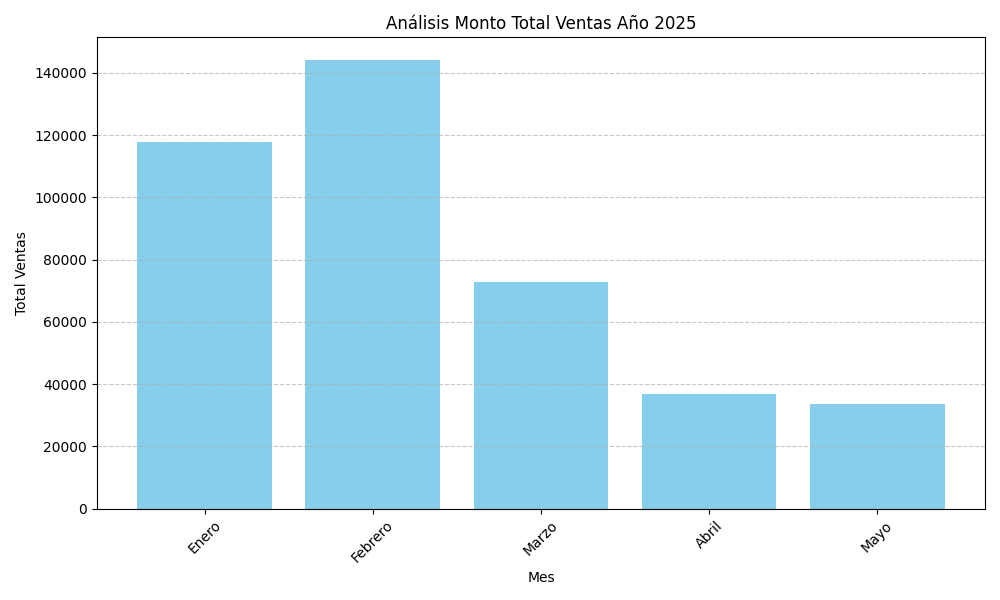 Análisis Monto Total Ventas Año 2025
Total Ventas
140000
120000
100000
80000
60000
40000
20000
0
Enero
Febrero
Marzo
Abril
Mayo
Mes